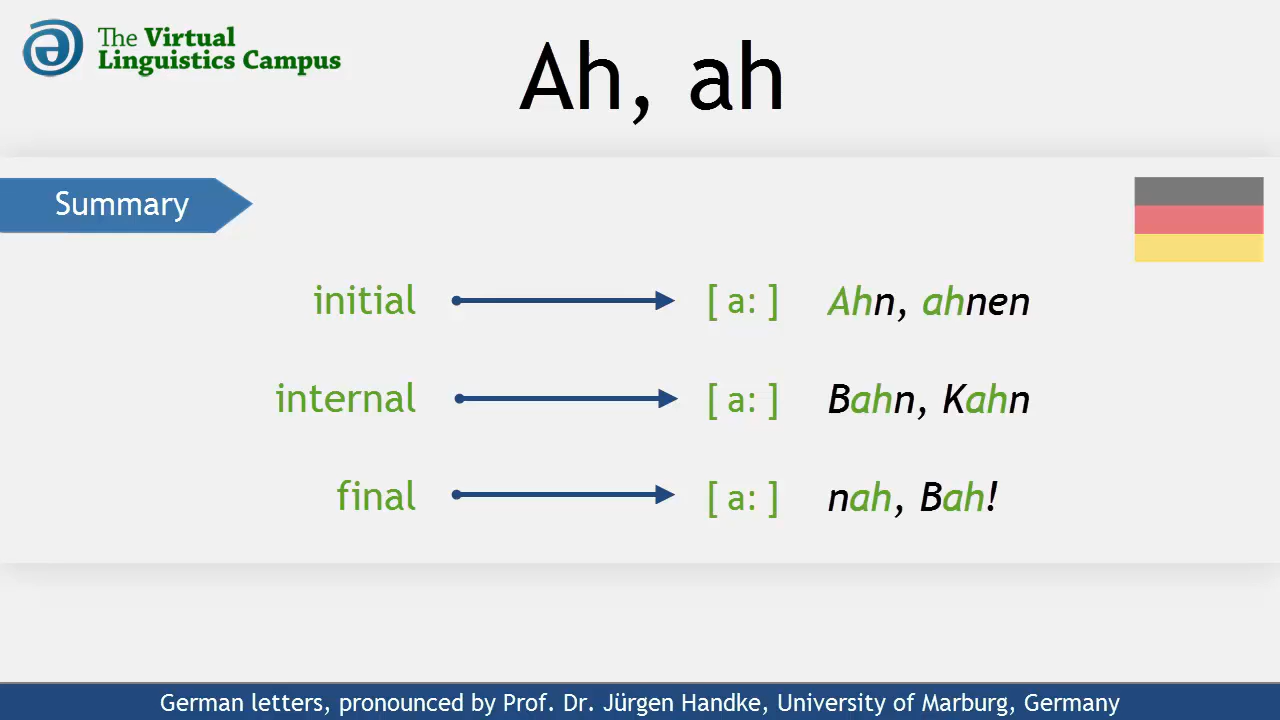 The Virtual
Linguistics Campus
Ah, ah
Summary
initial [ a: ] Ahn, ahnen
internal [ a: ] Bahn, Kahn
final [ a: ] nah, Bah!
German letters, pronounced by Prof. Dr. Jürgen Handke, University of Marburg, Germany